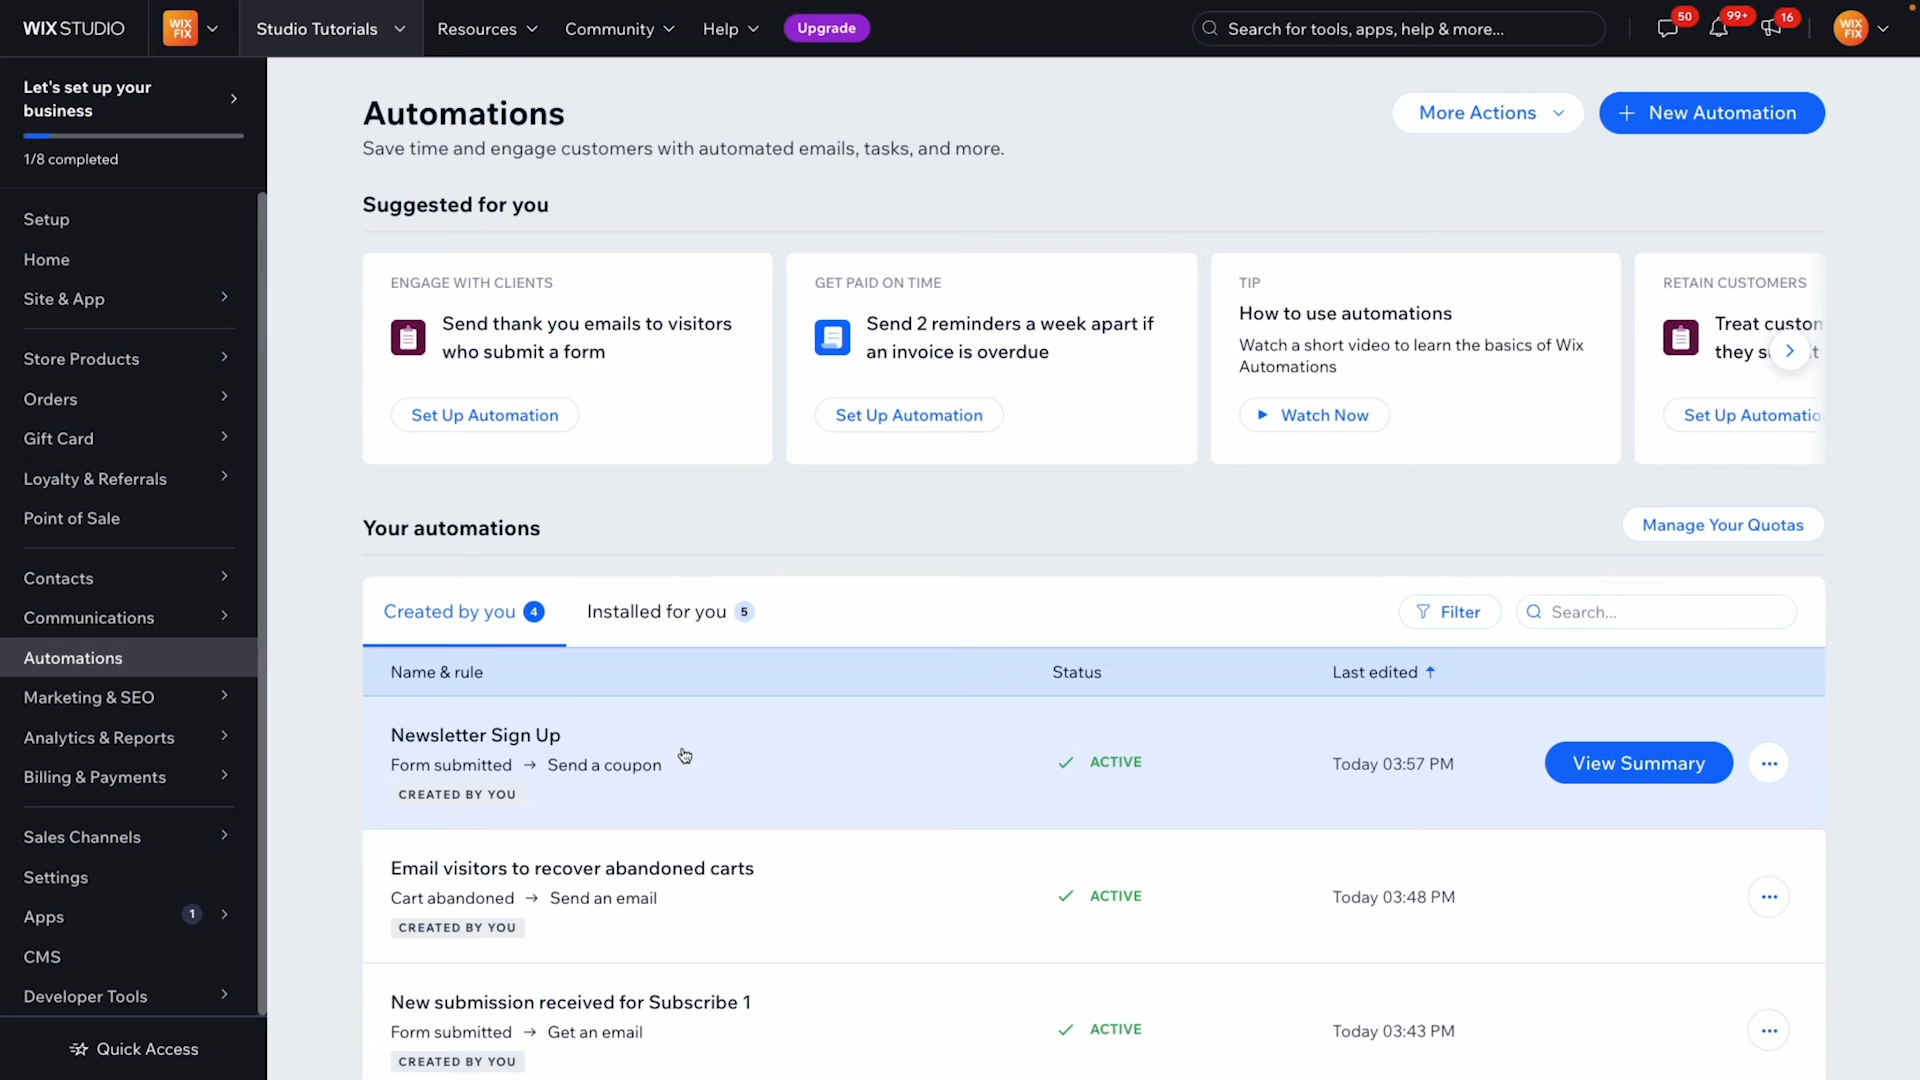 WIX STUDIO
WIX FIX
Studio Tutorials
Resources
Community
Help
Upgrade
Search for tools, apps, help & more...
50
99+
16
WIX FIX
Let's set up your
business
1/8 completed
Setup
Home
Site & App
Store Products
Orders
Gift Card
Loyalty & Referrals
Point of Sale
Contacts
Communications
Automations
Marketing & SEO
Analytics & Reports
Billing & Payments
Sales Channels
Settings
Apps 1
CMS
Developer Tools
Quick Access
Automations
Save time and engage customers with automated emails, tasks, and more.
More Actions
+ New Automation
Suggested for you
ENGAGE WITH CLIENTS
Send thank you emails to visitors
who submit a form
Set Up Automation
GET PAID ON TIME
Send 2 reminders a week apart if
an invoice is overdue
Set Up Automation
TIP
How to use automations
Watch a short video to learn the basics of Wix
Automations
Watch Now
RETAIN CUSTOMERS
Treat custom
they s t
Set Up Automatio
Your automations
Manage Your Quotas
Created by you 4
Installed for you 5
Filter
Search...
Name & rule
Status
Last edited ↑
Newsletter Sign Up
Form submitted → Send a coupon
CREATED BY YOU
ACTIVE
Today 03:57 PM
View Summary
Email visitors to recover abandoned carts
Cart abandoned → Send an email
CREATED BY YOU
ACTIVE
Today 03:48 PM
New submission received for Subscribe 1
Form submitted → Get an email
CREATED BY YOU
ACTIVE
Today 03:43 PM